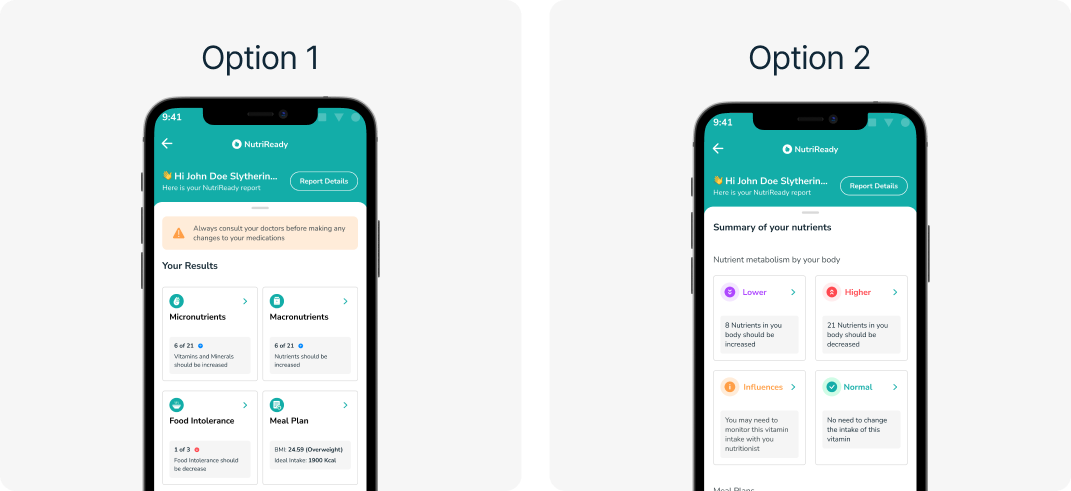 Option 1
9:41
NutriReady
👋 Hi John Doe Slytherin...
Here is your NutriReady report
Report Details
Always consult your doctors before making any
changes to your medications
Your Results
Micronutrients
6 of 21
Vitamins and Minerals
should be increased
Macronutrients
6 of 21
Nutrients should be
increased
Food Intolerance
1 of 3
Food Intolerance should
be decrease
Meal Plan
BMI: 24.59 (Overweight)
Ideal Intake: 1900 Kcal
Option 2
9:41
NutriReady
👋 Hi John Doe Slytherin...
Here is your NutriReady report
Report Details
Summary of your nutrients
Nutrient metabolism by your body
Lower
8 Nutrients in you
body should be
increased
Higher
21 Nutrients in you
body should be
decreased
Influences
You may need to
monitor this vitamin
intake with you
nutritionist
Normal
No need to change
the intake of this
vitamin
Meal Plans